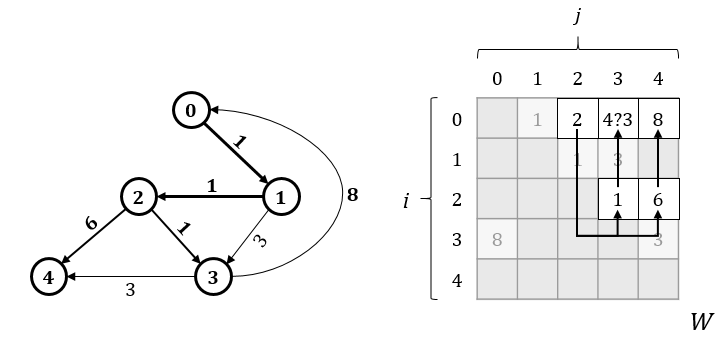 j
0 1 2 3 4
0 1 2 4?3 8
1 1 3
i 2 1 6
3 8 3
4
W
0
1
2 1 1
8
6 1 3
4 3 3